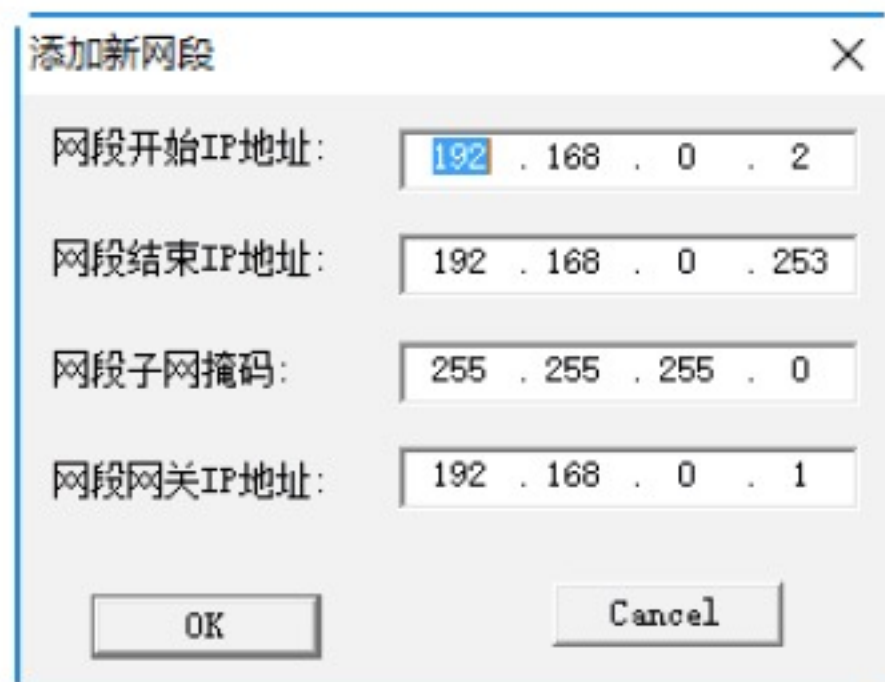 添加新网段
网段开始IP地址: 192 . 168 . 0 . 2
网段结束IP地址: 192 . 168 . 0 . 253
网段子网掩码: 255 . 255 . 255 . 0
网段网关IP地址: 192 . 168 . 0 . 1
OK Cancel